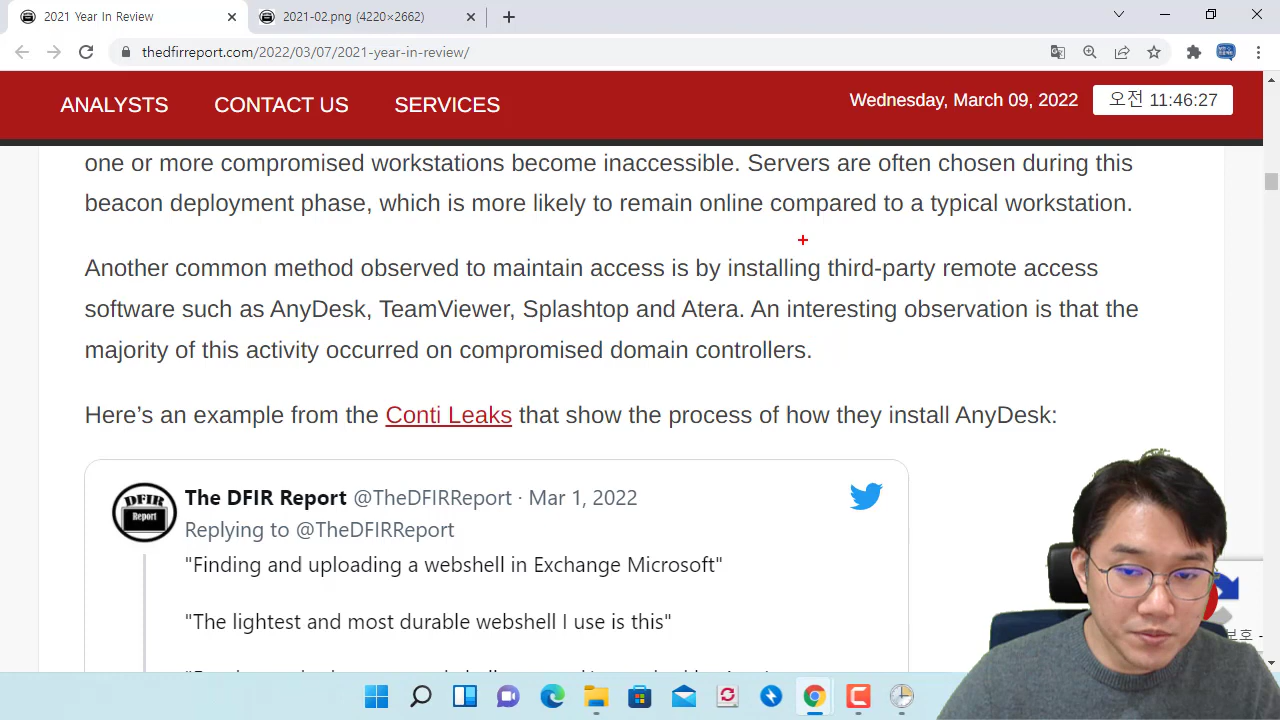 2021 Year In Review
2021-02.png (4220×2662)
thedfirreport.com/2022/03/07/2021-year-in-review/
ANALYSTS CONTACT US SERVICES
Wednesday, March 09, 2022 오전 11:46:27
one or more compromised workstations become inaccessible. Servers are often chosen during this
beacon deployment phase, which is more likely to remain online compared to a typical workstation.
Another common method observed to maintain access is by installing third-party remote access
software such as AnyDesk, TeamViewer, Splashtop and Atera. An interesting observation is that the
majority of this activity occurred on compromised domain controllers.
Here’s an example from the Conti Leaks that show the process of how they install AnyDesk:
DFIR
Report
The DFIR Report @TheDFIRReport · Mar 1, 2022
Replying to @TheDFIRReport
"Finding and uploading a webshell in Exchange Microsoft"
"The lightest and most durable webshell I use is this"